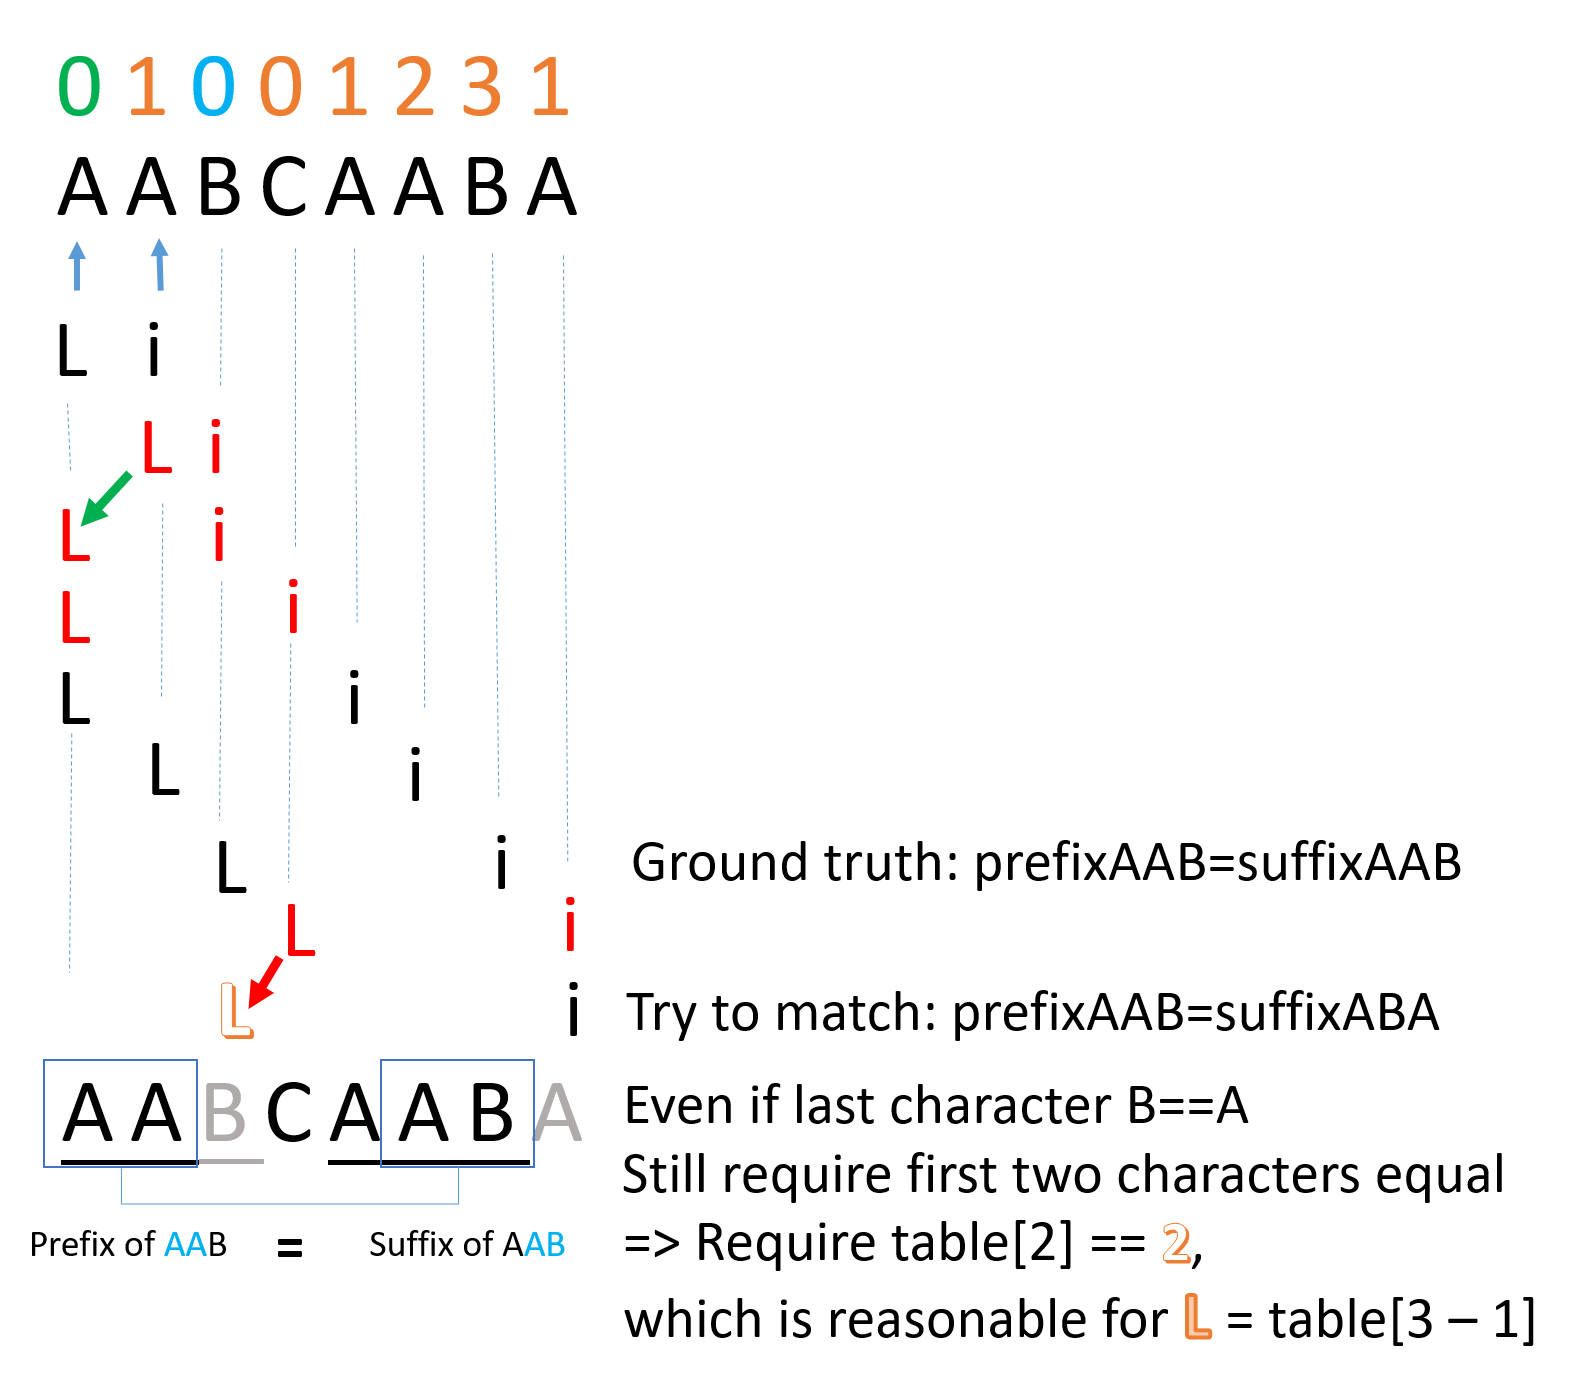 0 1 0 0 1 2 3 1
A A B C A A B A
L i
L i
L i
L i
L i
L i
L i Ground truth: prefixAAB=suffixAAB
L i
L i Try to match: prefixAAB=suffixABA
A A B C A A B A Even if last character B==A
Still require first two characters equal
Prefix of AAB = Suffix of AAB => Require table[2] == 2,
which is reasonable for L = table[3 – 1]